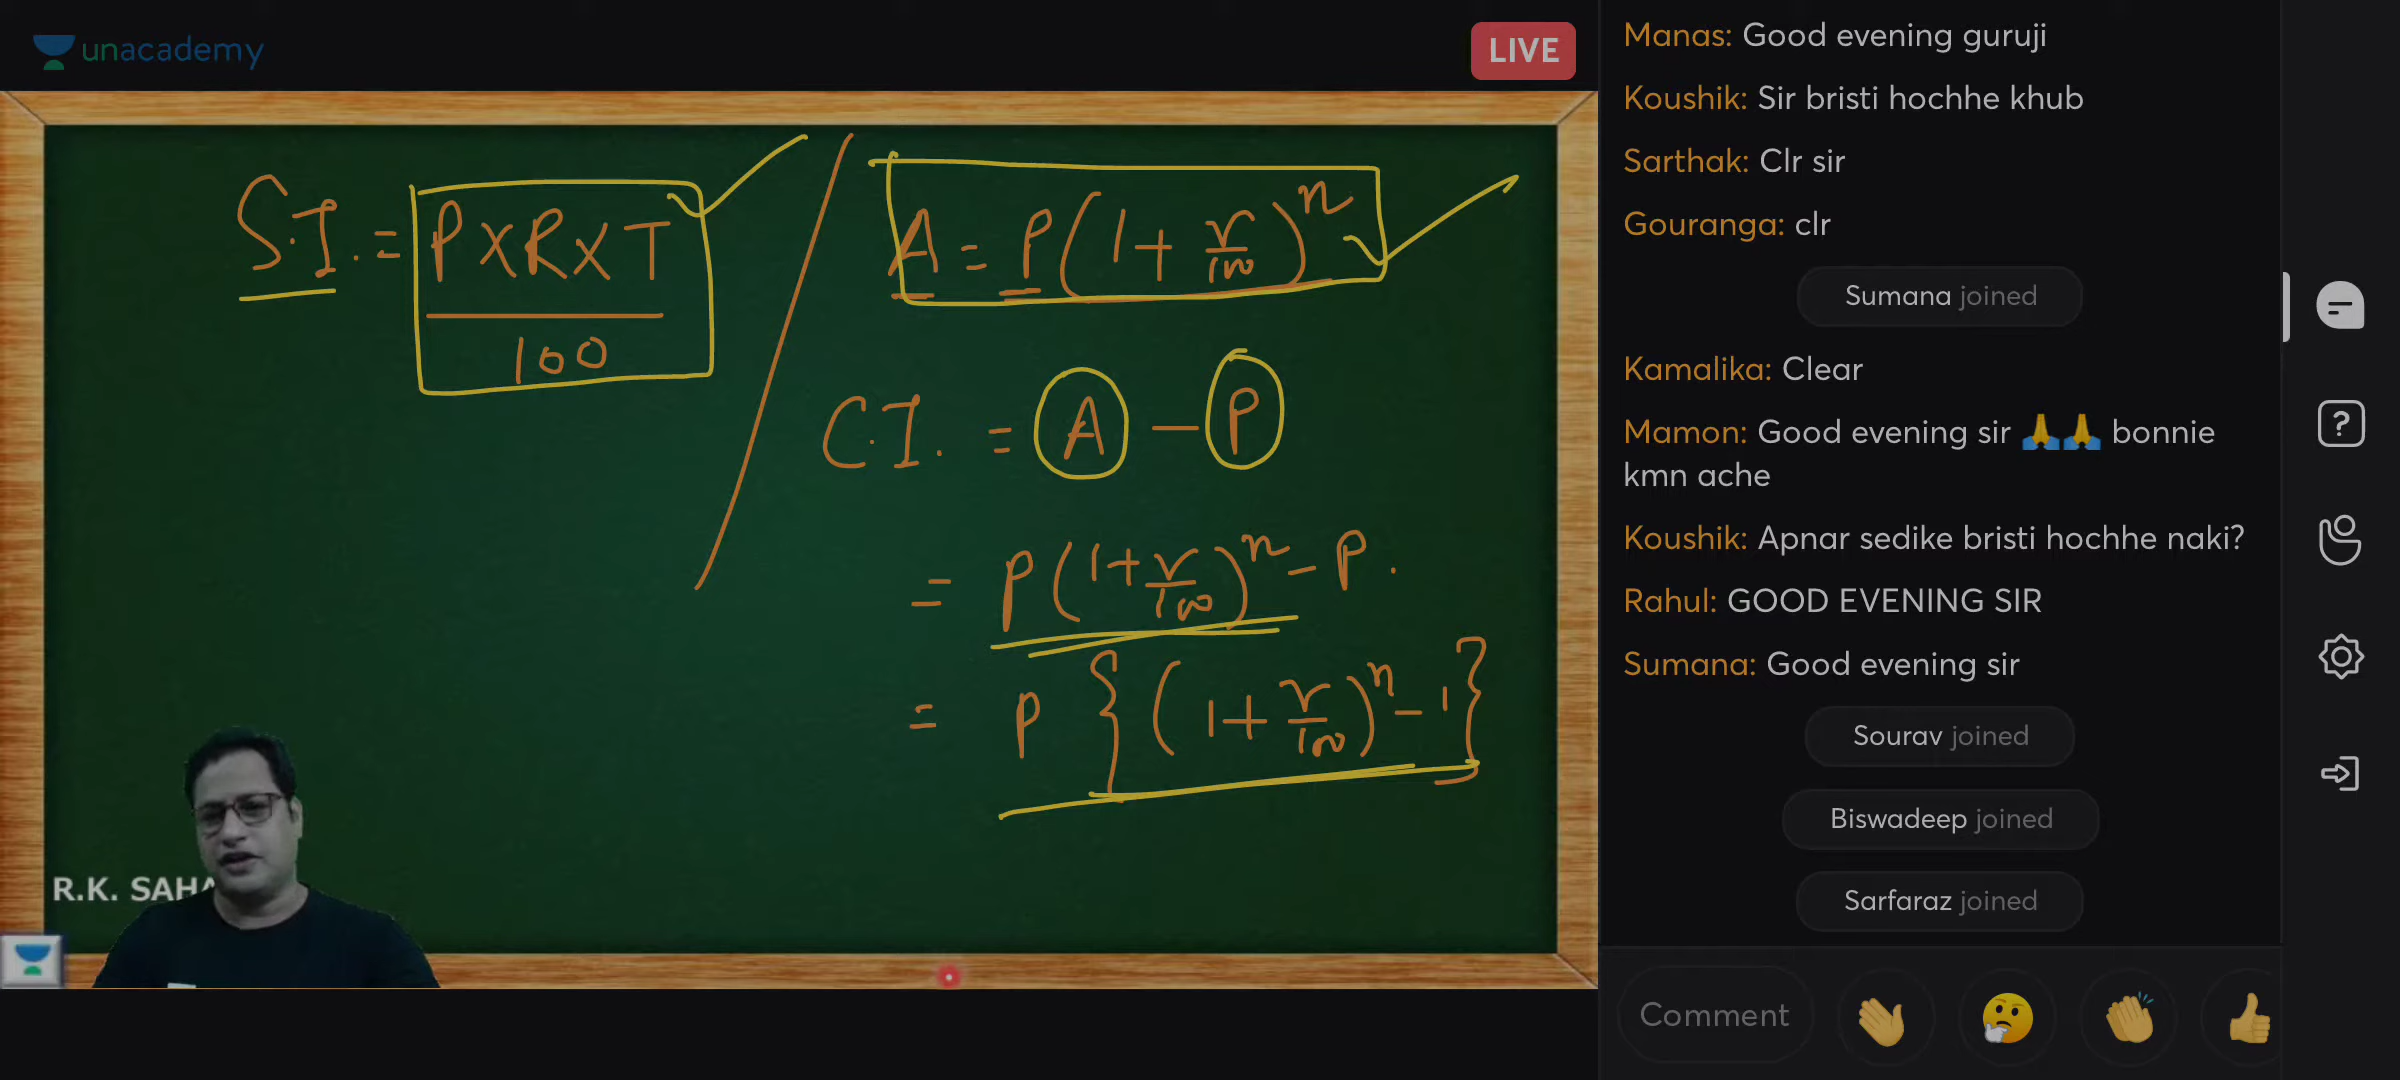 unacademy
LIVE
S.I. = P X R X T
100
A = P(1 + r/100)^n
C.I. = A - P
= P(1 + r/100)^n - P.
= P {(1 + r/100)^n - 1}
R.K. SAHA
Manas: Good evening guruji
Koushik: Sir bristi hochhe khub
Sarthak: Clr sir
Gouranga: clr
Sumana joined
Kamalika: Clear
Mamon: Good evening sir 🙏🙏 bonnie
kmn ache
Koushik: Apnar sedike bristi hochhe naki?
Rahul: GOOD EVENING SIR
Sumana: Good evening sir
Sourav joined
Biswadeep joined
Sarfaraz joined
Comment